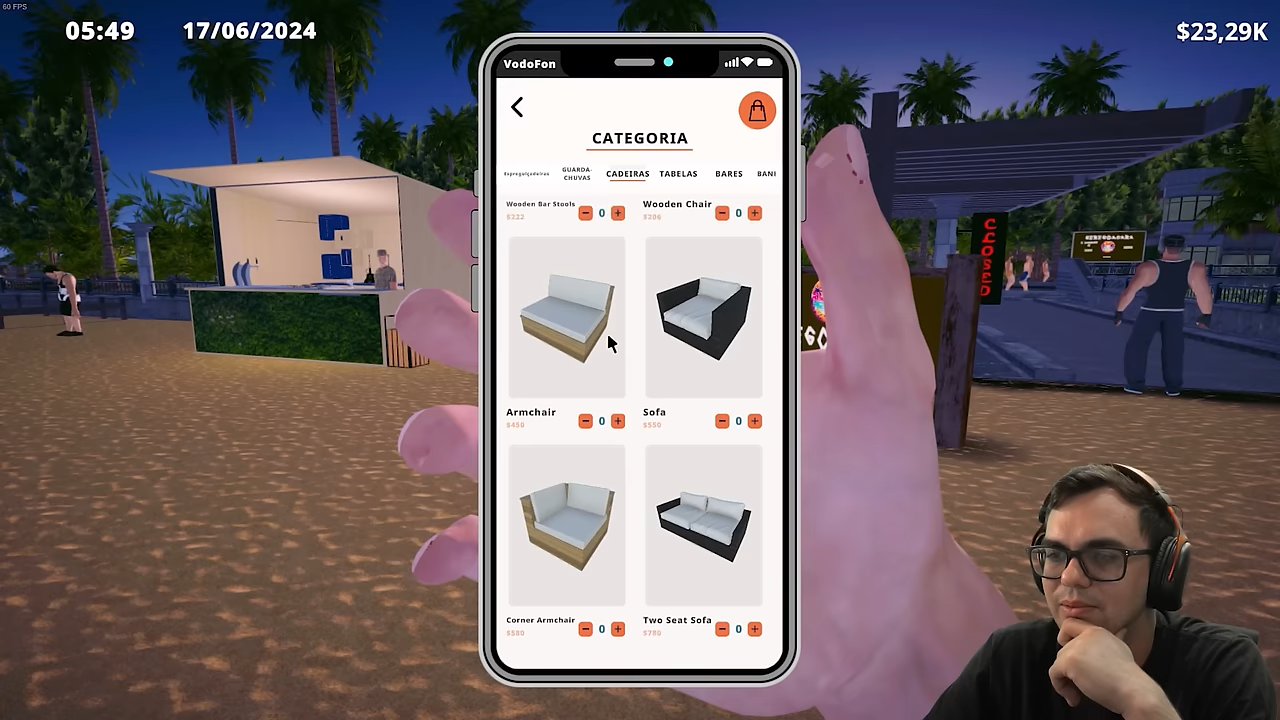 60 FPS
05:49
17/06/2024
$23,29K
VodoFon
CATEGORIA
Espreguiçadeiras
GUARDA-
CHUVAS
CADEIRAS
TABELAS
BARES
BANI
Wooden Bar Stools
$222
0
Wooden Chair
$206
0
Armchair
$450
0
Sofa
$550
0
Corner Armchair
$580
0
Two Seat Sofa
$780
0
CLOSED